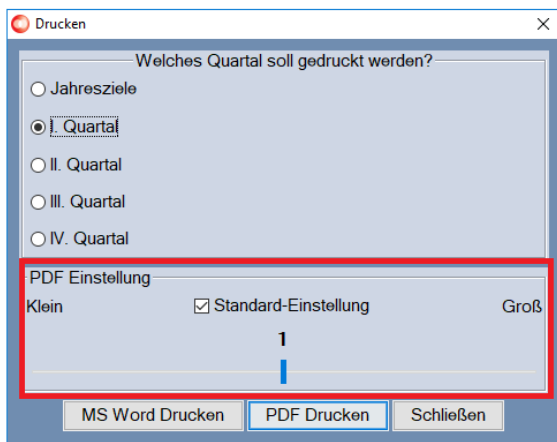 Drucken
Welches Quartal soll gedruckt werden?
Jahresziele
I. Quartal
II. Quartal
III. Quartal
IV. Quartal
PDF Einstellung
Klein Standard-Einstellung Groß
1
MS Word Drucken PDF Drucken Schließen